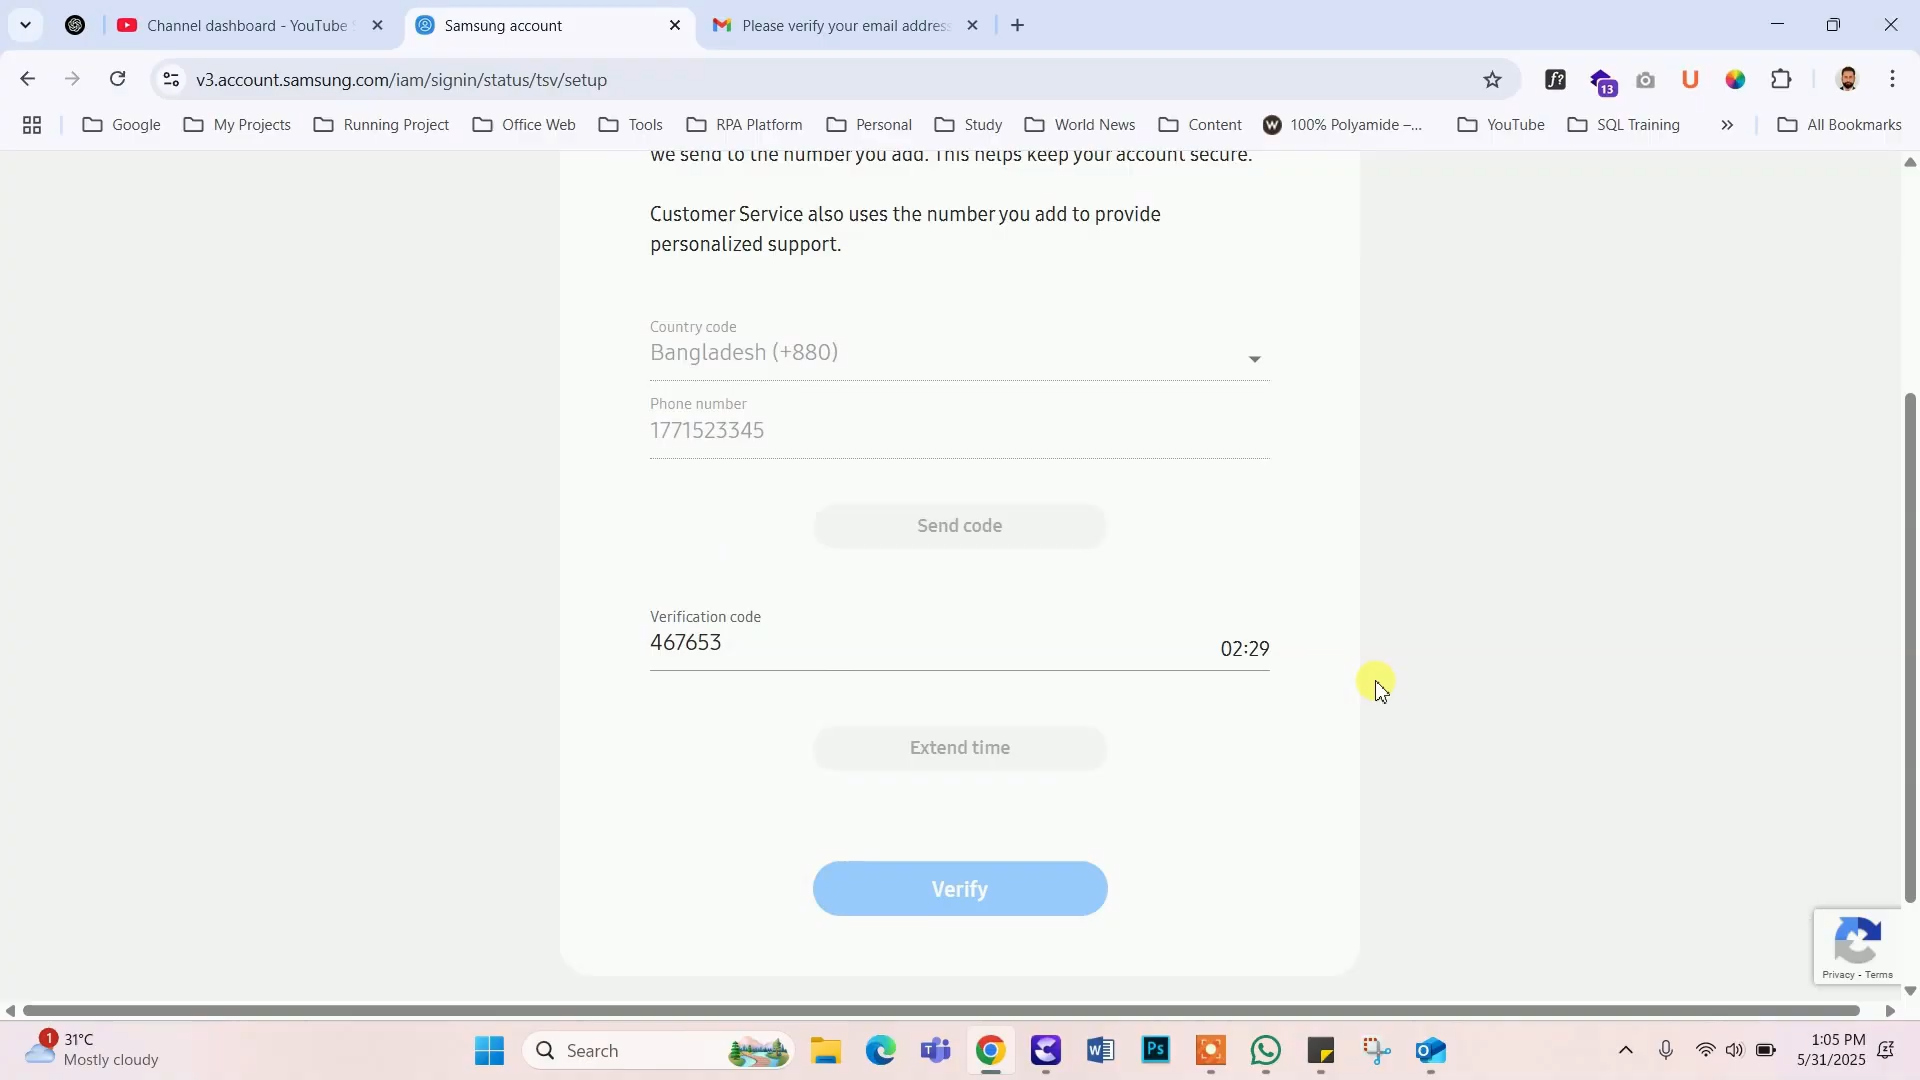 Channel dashboard - YouTube
Samsung account
Please verify your email address
v3.account.samsung.com/iam/signin/status/tsv/setup
13
Google
My Projects
Running Project
Office Web
Tools
RPA Platform
Personal
Study
World News
Content
W
100% Polyamide –...
YouTube
SQL Training
All Bookmarks
we send to the number you add. This helps keep your account secure.
Customer Service also uses the number you add to provide
personalized support.
Country code
Bangladesh (+880)
Phone number
1771523345
Send code
Verification code
467653
02:29
Extend time
Verify
Privacy - Terms
1
31°C
Mostly cloudy
Search
1:05 PM
5/31/2025